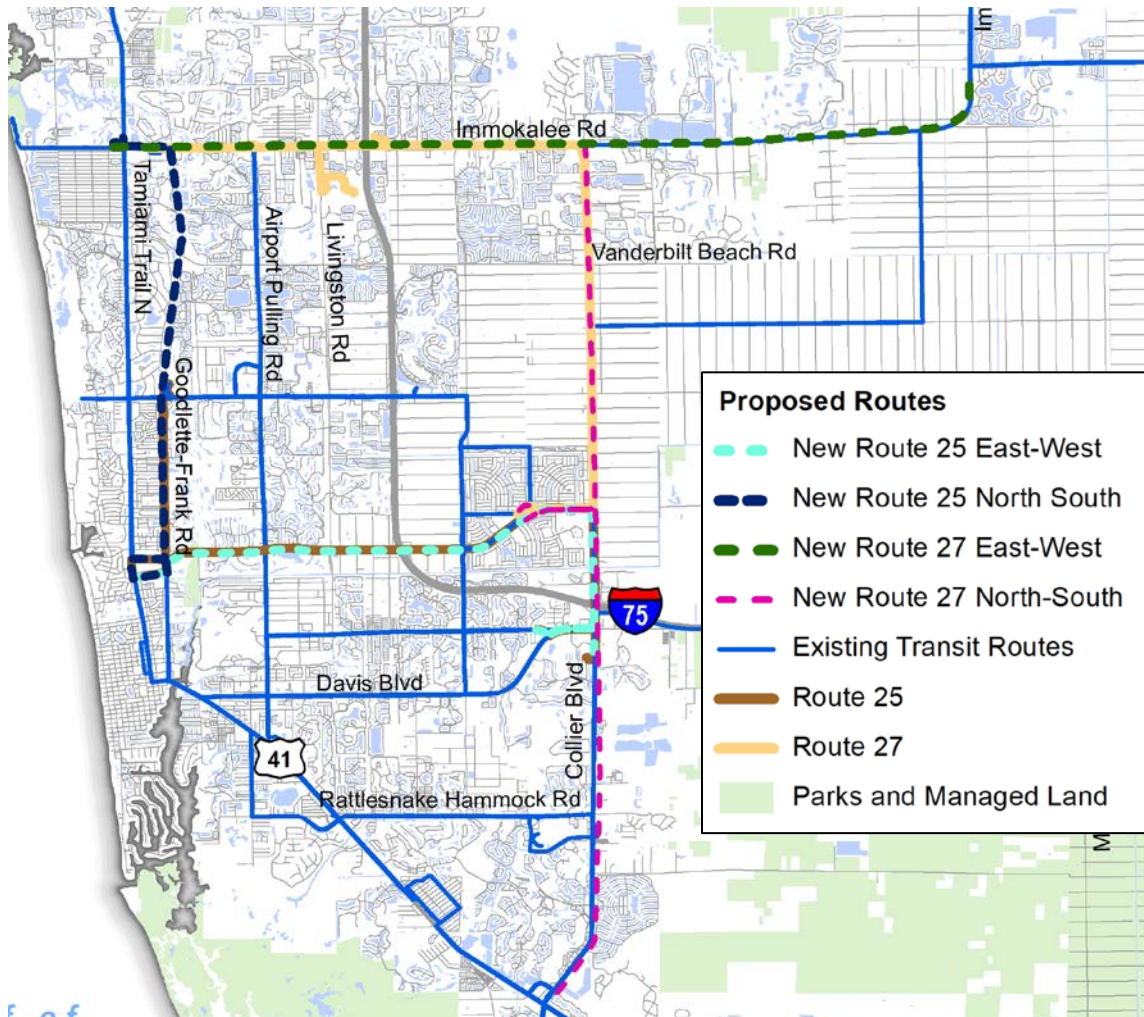 Im
Immokalee Rd
Tamiami Trail N
Airport Pulling Rd
Livingston Rd
Vanderbilt Beach Rd
Goodlette-Frank Rd
Proposed Routes
New Route 25 East-West
New Route 25 North South
New Route 27 East-West
New Route 27 North-South
Existing Transit Routes
Route 25
Route 27
Parks and Managed Land
75
Davis Blvd
Collier Blvd
41
Rattlesnake Hammock Rd
M